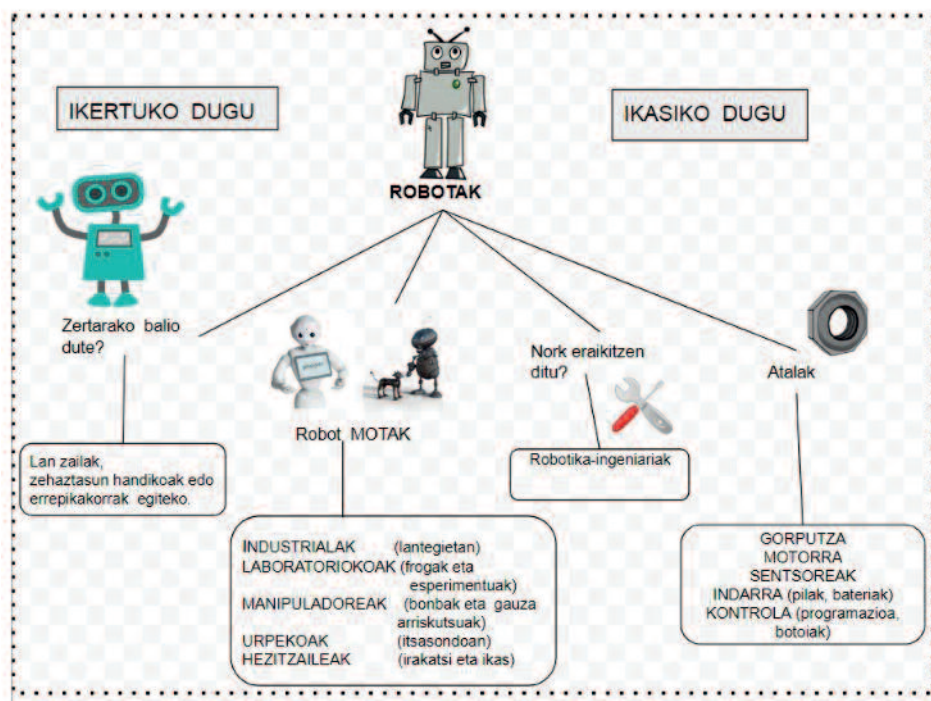 IKERTUKO DUGU
IKASIKO DUGU
ROBOTAK
Zertarako balio
dute?
Lan zailak,
zehaztasun handikoak edo
errepikakorrak egiteko.
Robot MOTAK
INDUSTRIALAK (lantegietan)
LABORATORIOKOAK (frogak eta
esperimentuak)
MANIPULADOREAK (bonbak eta gauza
arriskutsuak)
URPEKOAK (itsasondoan)
HEZITZAILEAK (irakatsi eta ikas)
Nork eraikitzen
ditu?
Robotika-ingeniariak
Atalak
GORPUTZA
MOTORRA
SENTSOREAK
INDARRA (pilak, bateriak)
KONTROLA (programazioa,
botoiak)